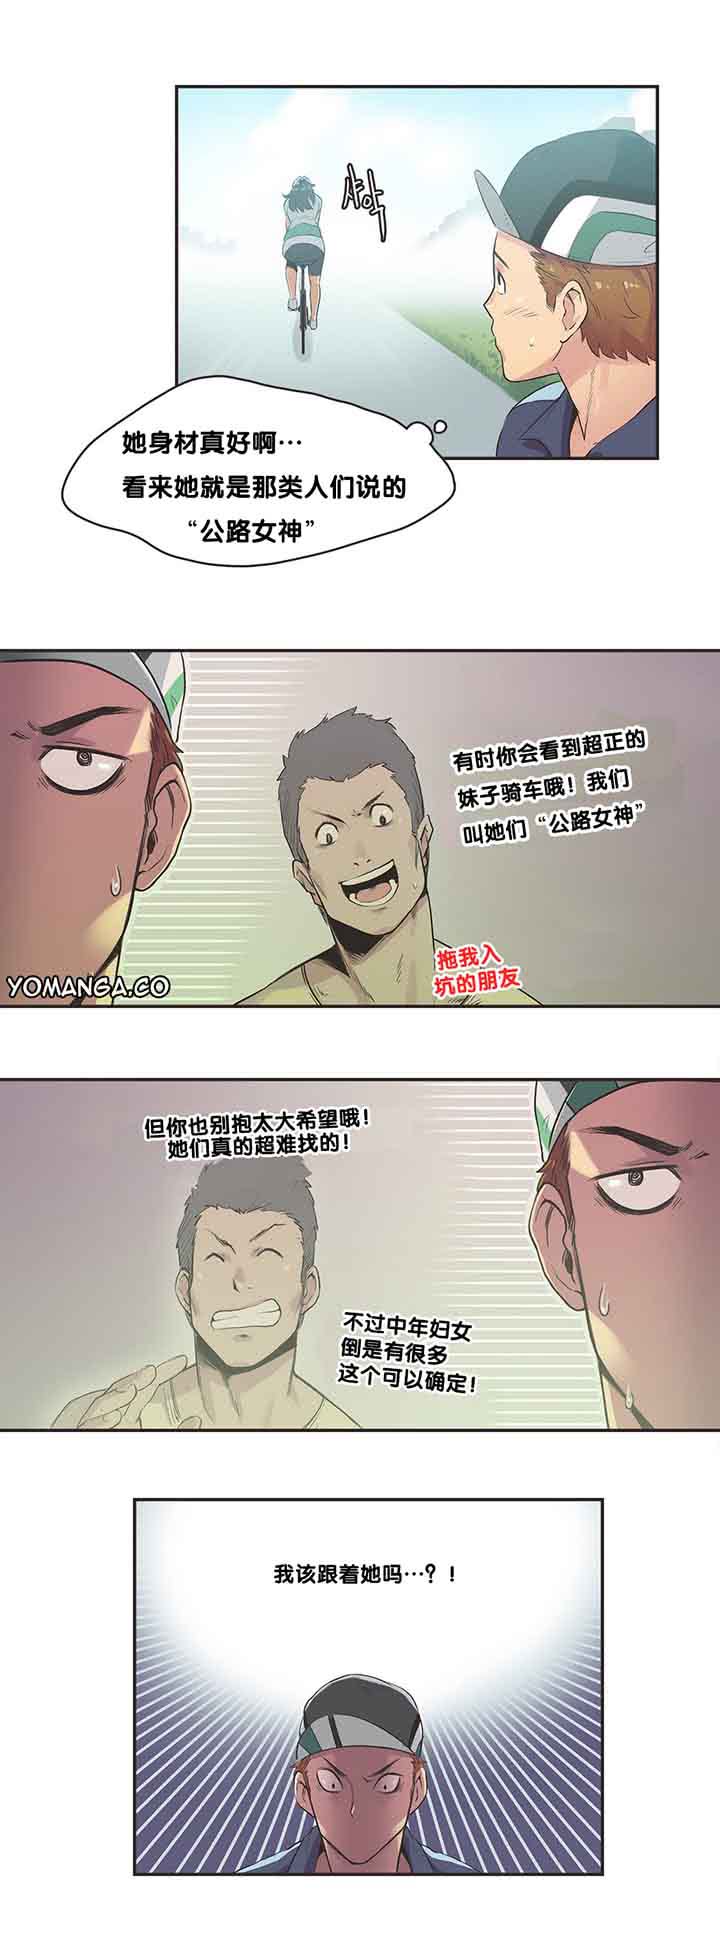 샤악
她身材真好啊…
看来她就是那类人们说的
“公路女神”
有时你会看到超正的
妹子骑车哦！我们
叫她们“公路女神”
拖我入
坑的朋友
YOMANGA.CO
但你也别抱太大希望哦！
她们真的超难找的！
不过中年妇女
倒是有很多
这个可以确定！
我该跟着她吗…？！